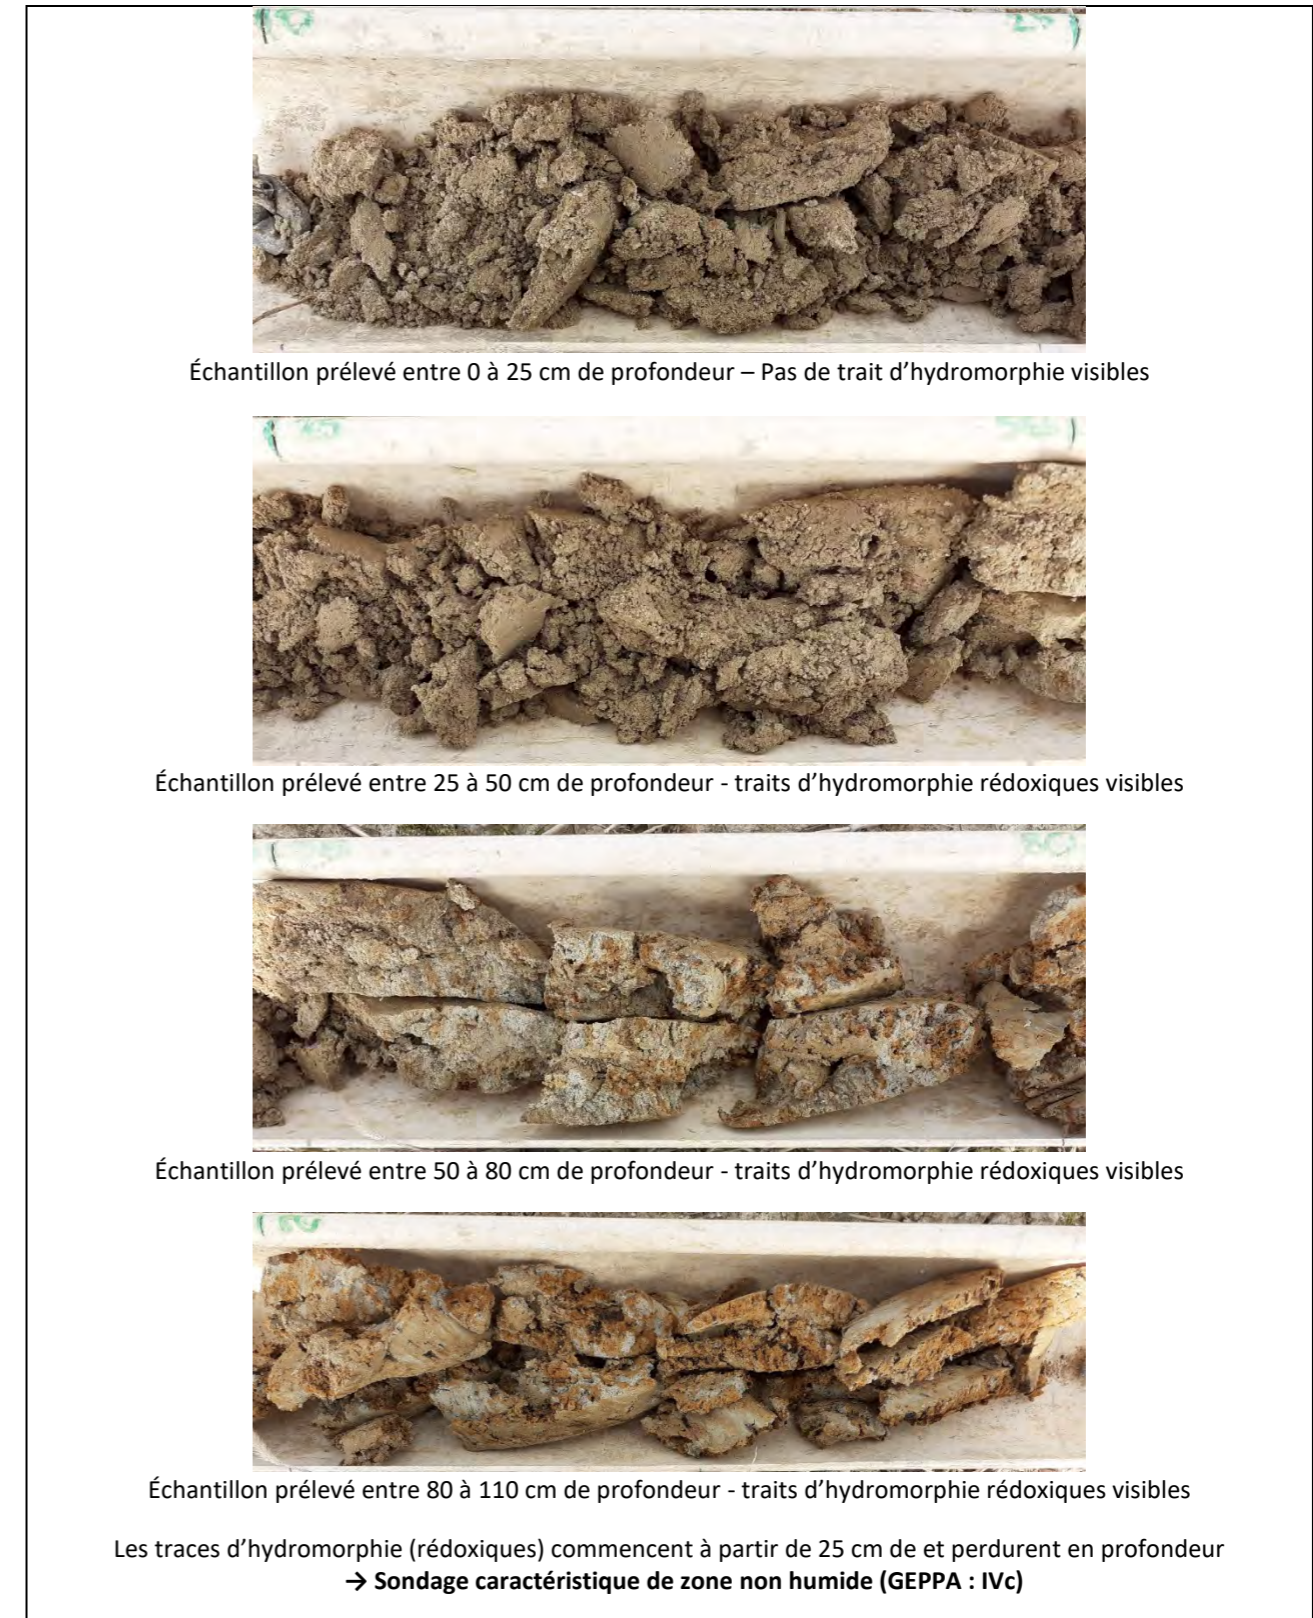 Échantillon prélevé entre 0 à 25 cm de profondeur – Pas de trait d’hydromorphie visibles
Échantillon prélevé entre 25 à 50 cm de profondeur - traits d’hydromorphie rédoxiques visibles
50
Échantillon prélevé entre 50 à 80 cm de profondeur - traits d’hydromorphie rédoxiques visibles
Échantillon prélevé entre 80 à 110 cm de profondeur - traits d’hydromorphie rédoxiques visibles
Les traces d’hydromorphie (rédoxiques) commencent à partir de 25 cm de et perdurent en profondeur
→ Sondage caractéristique de zone non humide (GEPPA : IVc)